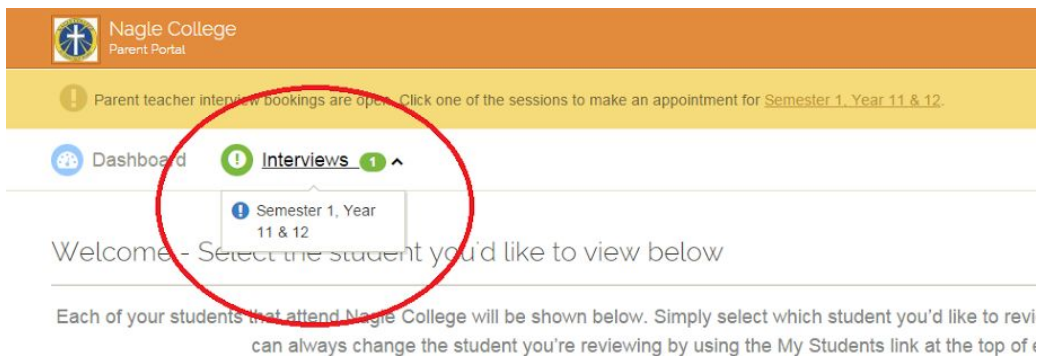 Nagle College
Parent Portal
Parent teacher interview bookings are open. Click one of the sessions to make an appointment for Semester 1, Year 11 & 12.
Dashboard Interviews 1
Semester 1, Year
11 & 12
Welcome - Select the student you'd like to view below
Each of your students that attend Nagle College will be shown below. Simply select which student you'd like to revi
can always change the student you're reviewing by using the My Students link at the top of e